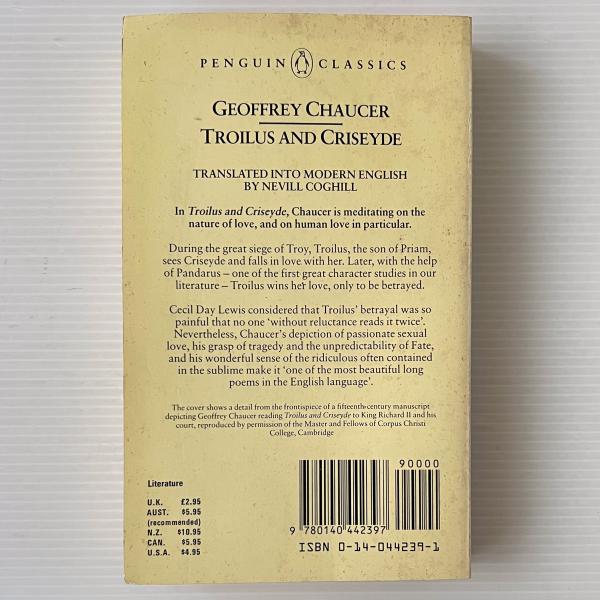 PENGUIN CLASSICS
GEOFFREY CHAUCER
TROILUS AND CRISEYDE
TRANSLATED INTO MODERN ENGLISH
BY NEVILL COGHILL
In Troilus and Criseyde, Chaucer is meditating on the
nature of love, and on human love in particular.
During the great siege of Troy, Troilus, the son of Priam,
sees Criseyde and falls in love with her. Later, with the help
of Pandarus – one of the first great character studies in our
literature – Troilus wins her love, only to be betrayed.
Cecil Day Lewis considered that Troilus' betrayal was so
painful that no one 'without reluctance reads it twice'.
Nevertheless, Chaucer's depiction of passionate sexual
love, his grasp of tragedy and the unpredictability of Fate,
and his wonderful sense of the ridiculous often contained
in the sublime make it 'one of the most beautiful long
poems in the English language'.
The cover shows a detail from the frontispiece of a fifteenth-century manuscript
depicting Geoffrey Chaucer reading Troilus and Criseyde to King Richard II and his
court, reproduced by permission of the Master and Fellows of Corpus Christi
College, Cambridge
Literature
U.K. £2.95
AUST. $5.95
(recommended)
N.Z. $10.95
CAN. $5.95
U.S.A. $4.95
90000
9 780140 442397
ISBN 0-14-044239-1